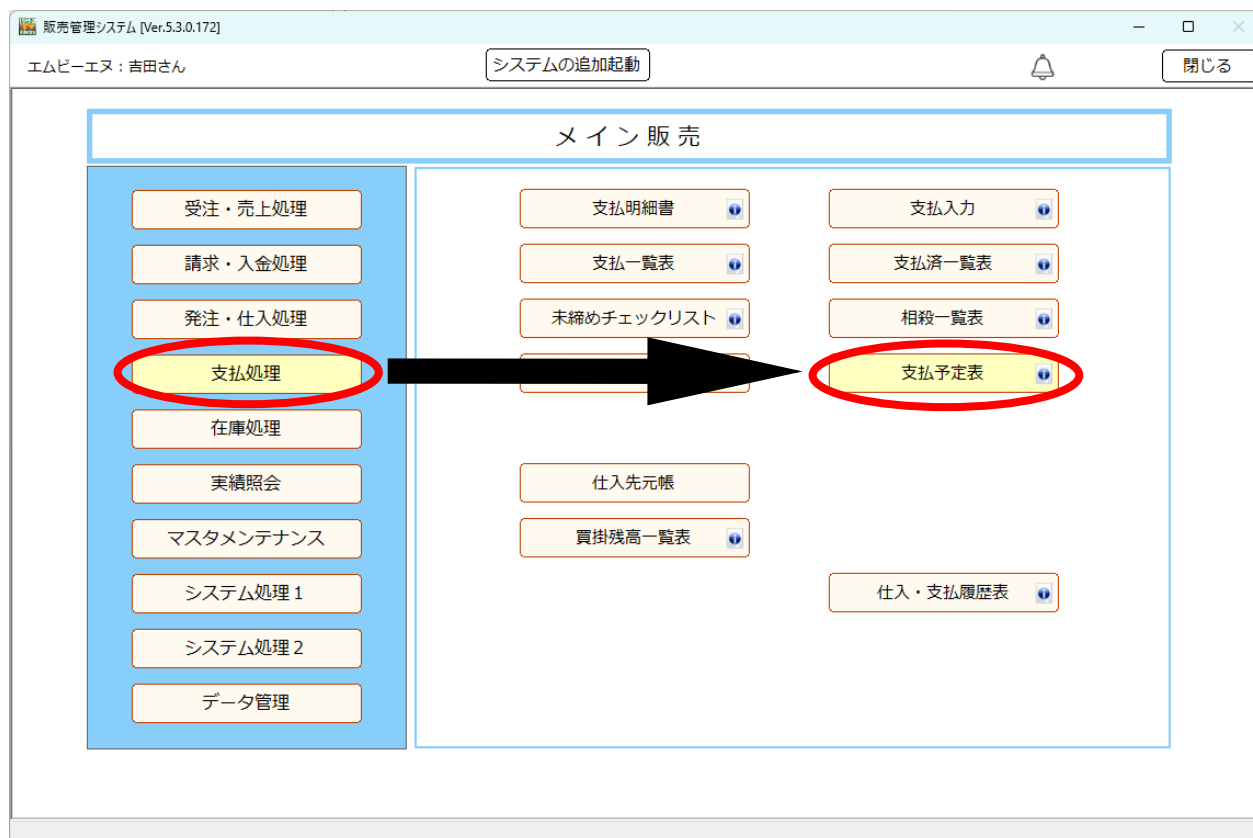 販売管理システム [Ver.5.3.0.172]
エムビーエヌ：吉田さん
システムの追加起動
閉じる
メイン販売
受注・売上処理
請求・入金処理
発注・仕入処理
支払処理
在庫処理
実績照会
マスタメンテナンス
システム処理１
システム処理２
データ管理
支払明細書
支払入力
支払一覧表
支払済一覧表
未締めチェックリスト
相殺一覧表
支払予定表
仕入先元帳
買掛残高一覧表
仕入・支払履歴表